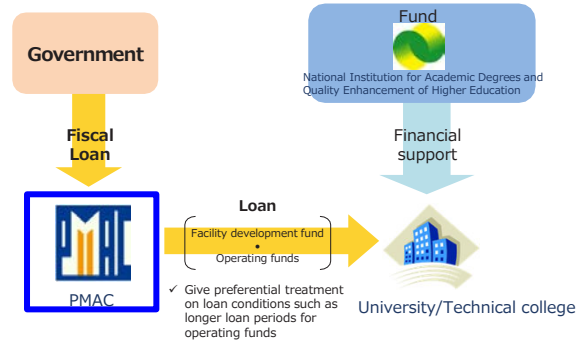 Government
Fund
National Institution for Academic Degrees and
Quality Enhancement of Higher Education
Fiscal
Loan
Financial
support
PMAC
PMAC
Loan
Facility development fund
•
Operating funds
✓ Give preferential treatment
on loan conditions such as
longer loan periods for
operating funds
University/Technical college